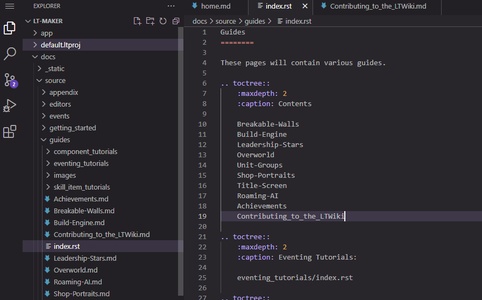 EXPLORER
home.md
index.rst
Contributing_to_the_LTWiki.md
LT-MAKER
docs > source > guides > index.rst
app
default.ltproj
docs
_static
source
appendix
editors
events
getting_started
guides
component_tutorials
eventing_tutorials
images
skill_item_tutorials
Achievements.md
Breakable-Walls.md
Build-Engine.md
Contributing_to_the_LTWiki.md
index.rst
Leadership-Stars.md
Overworld.md
Roaming-AI.md
Shop-Portraits.md
1 Guides
2 ========
3
4 These pages will contain various guides.
5
6 .. toctree::
7 :maxdepth: 2
8 :caption: Contents
9
10 Breakable-Walls
11 Build-Engine
12 Leadership-Stars
13 Overworld
14 Unit-Groups
15 Shop-Portraits
16 Title-Screen
17 Roaming-AI
18 Achievements
19 Contributing_to_the_LTWiki
20
21 .. toctree::
22 :maxdepth: 2
23 :caption: Eventing Tutorials:
24
25 eventing_tutorials/index.rst
26
27 .. toctree::